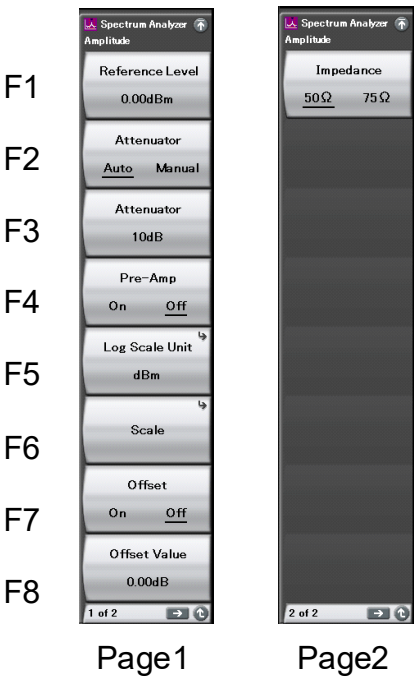 Spectrum Analyzer
Amplitude
F1
Reference Level
0.00dBm
F2
Attenuator
Auto Manual
F3
Attenuator
10dB
F4
Pre-Amp
On Off
F5
Log Scale Unit
dBm
F6
Scale
F7
Offset
On Off
F8
Offset Value
0.00dB
1 of 2
Page1
Spectrum Analyzer
Amplitude
Impedance
50Ω 75Ω
2 of 2
Page2